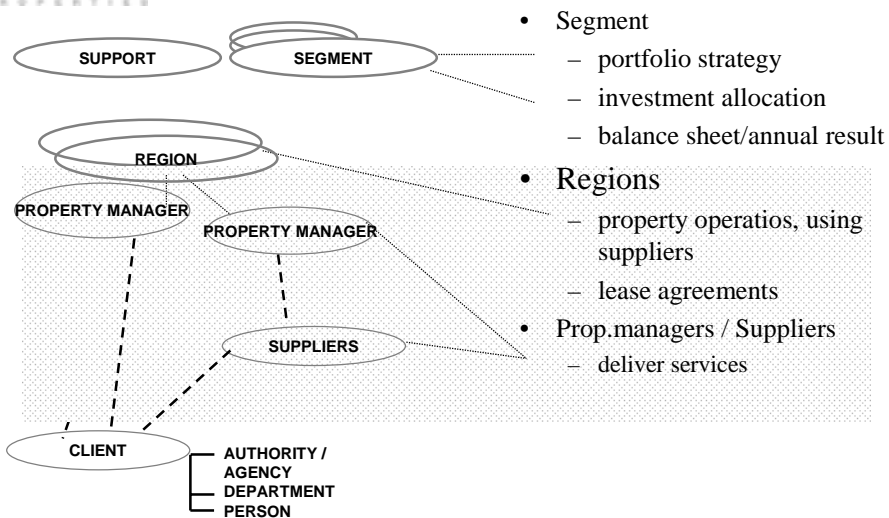 P R O P E R T I E S
SUPPORT
SEGMENT
REGION
PROPERTY MANAGER
PROPERTY MANAGER
SUPPLIERS
CLIENT
AUTHORITY /
AGENCY
DEPARTMENT
PERSON
• Segment
– portfolio strategy
– investment allocation
– balance sheet/annual result
• Regions
– property operatios, using
suppliers
– lease agreements
• Prop.managers / Suppliers
– deliver services